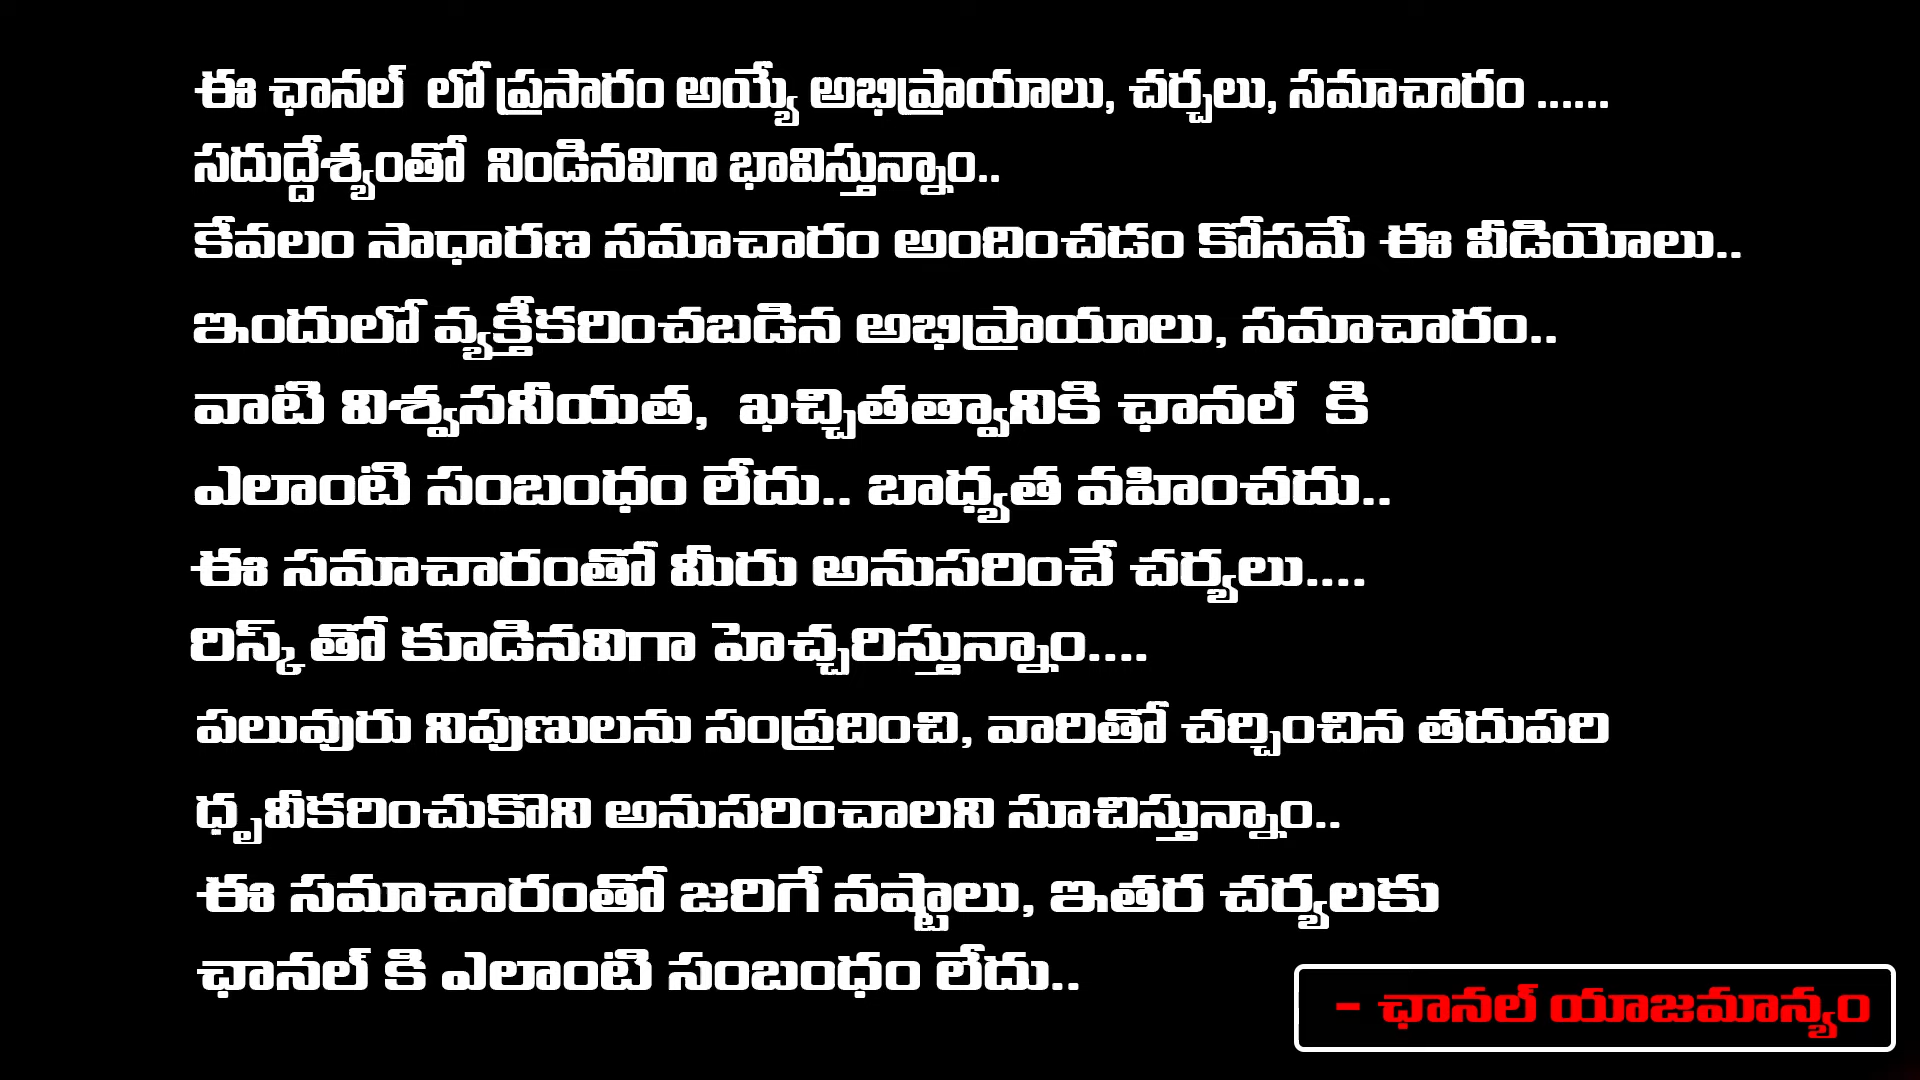 ఈ ఛానల్ లో ప్రసారం అయ్యే అభిప్రాయాలు, చర్చలు, సమాచారం ......
సదుద్దేశ్యంతో నిండినవిగా భావిస్తున్నాం..
కేవలం సాధారణ సమాచారం అందించడం కోసమే ఈ వీడియోలు..
ఇందులో వ్యక్తీకరించబడిన అభిప్రాయాలు, సమాచారం..
వాటి విశ్వసనీయత, ఖచ్చితత్వానికి ఛానల్ కి
ఎలాంటి సంబంధం లేదు.. బాధ్యత వహించదు..
ఈ సమాచారంతో మీరు అనుసరించే చర్యలు....
రిస్క్ తో కూడినవిగా హెచ్చరిస్తున్నాం....
పలువురు నిపుణులను సంప్రదించి, వారితో చర్చించిన తదుపరి
ధృవీకరించుకొని అనుసరించాలని సూచిస్తున్నాం..
ఈ సమాచారంతో జరిగే నష్టాలు, ఇతర చర్యలకు
ఛానల్ కి ఎలాంటి సంబంధం లేదు..
- ఛానల్ యాజమాన్యం